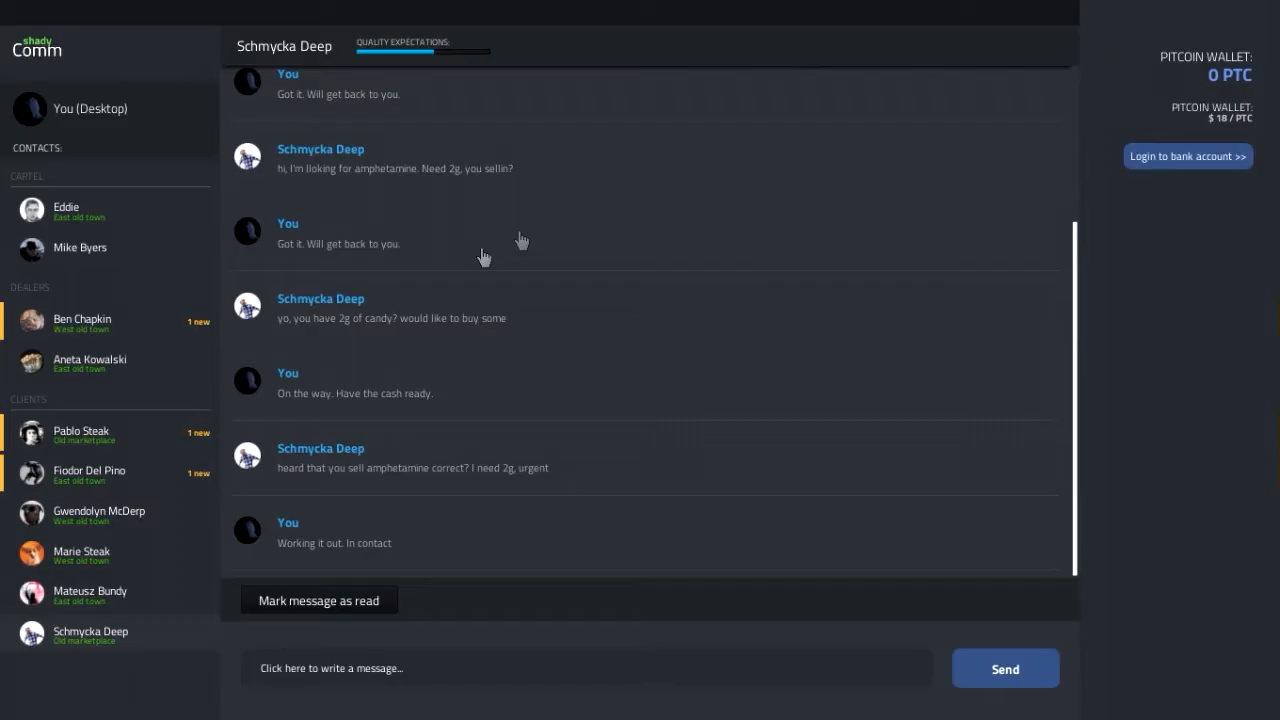 shady
Comm
You (Desktop)
CONTACTS:
CARTEL
Eddie
East old town
Mike Byers
DEALERS
Ben Chapkin
West old town
1 new
Aneta Kowalski
East old town
CLIENTS
Pablo Steak
Old marketplace
1 new
Fiodor Del Pino
East old town
1 new
Gwendolyn McDerp
West old town
Marie Steak
West old town
Mateusz Bundy
East old town
Schmycka Deep
Old marketplace
Schmycka Deep
QUALITY EXPECTATIONS:
You
Got it. Will get back to you.
Schmycka Deep
hi, I'm lloking for amphetamine. Need 2g, you sellin?
You
Got it. Will get back to you.
Schmycka Deep
yo, you have 2g of candy? would like to buy some
You
On the way. Have the cash ready.
Schmycka Deep
heard that you sell amphetamine correct? I need 2g, urgent
You
Working it out. In contact
Mark message as read
Click here to write a message...
Send
PITCOIN WALLET:
0 PTC
PITCOIN WALLET:
$ 18 / PTC
Login to bank account >>